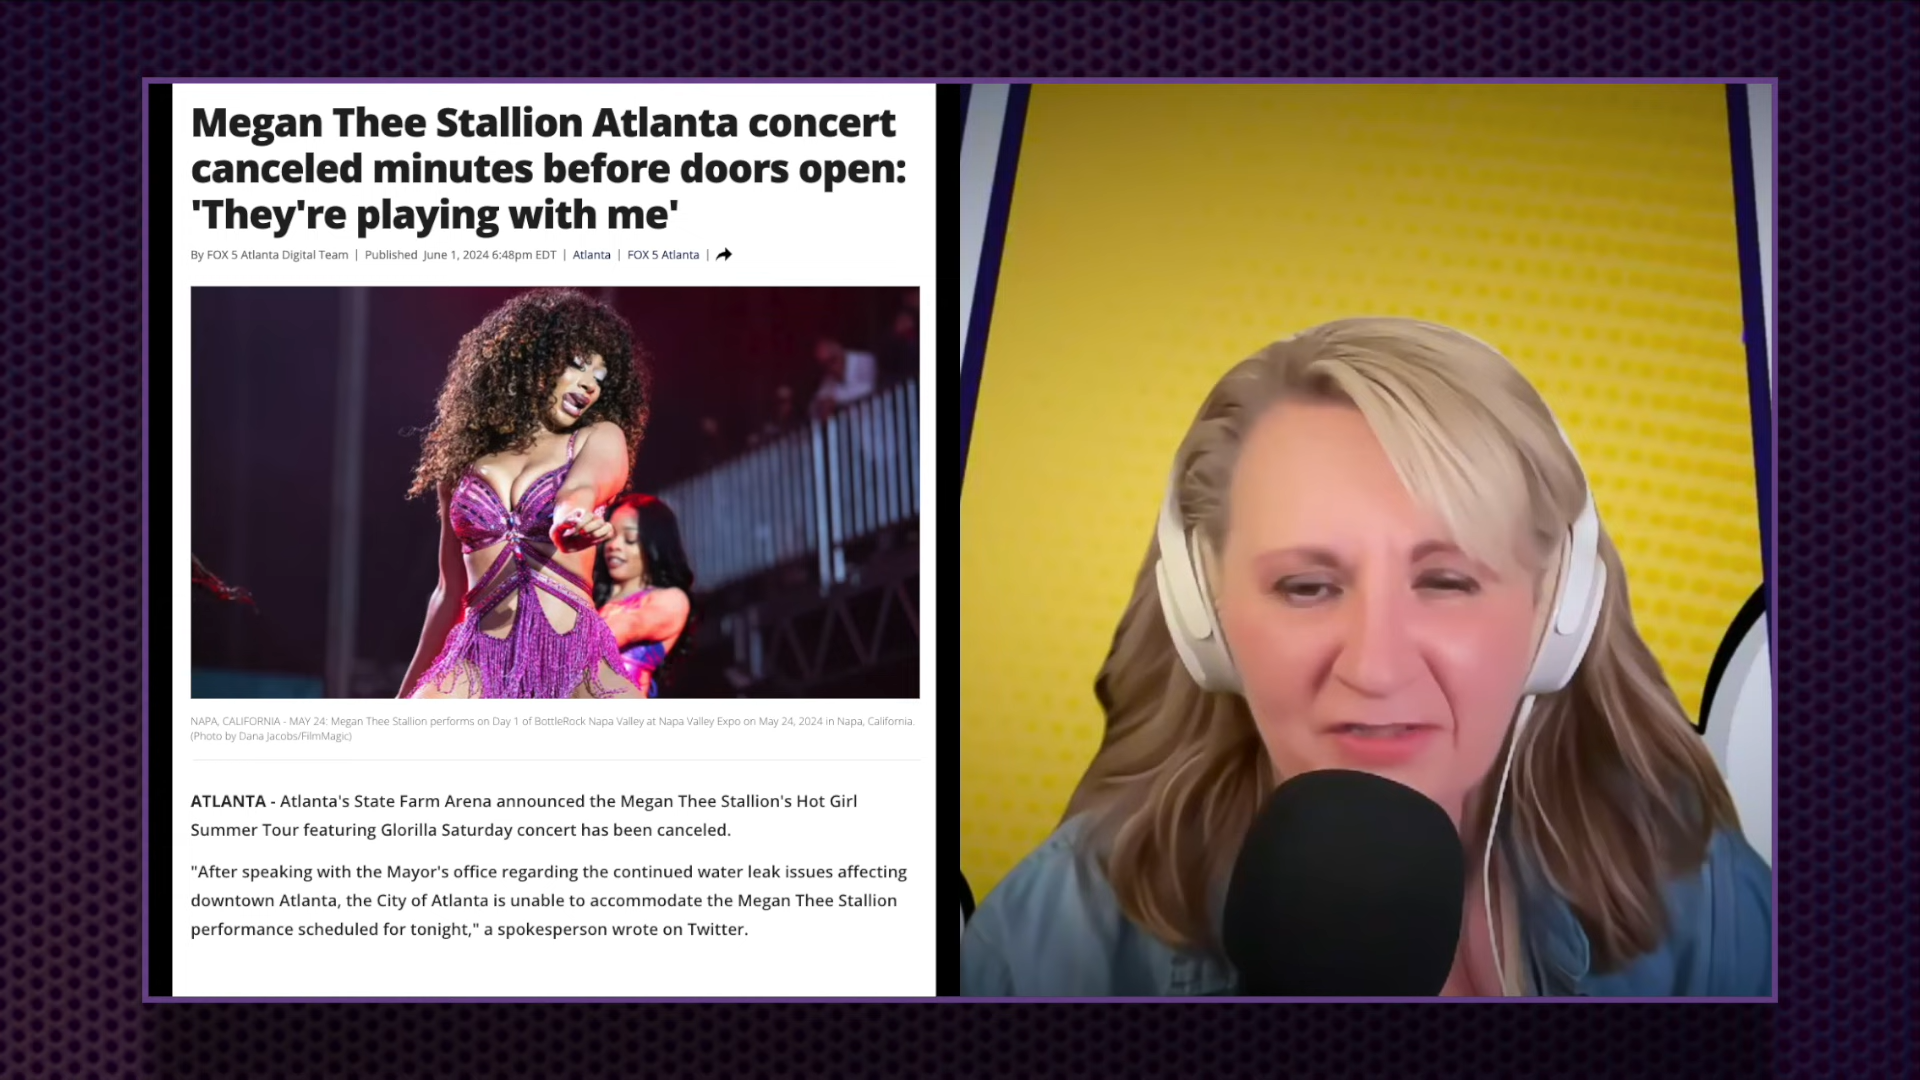 Megan Thee Stallion Atlanta concert
canceled minutes before doors open:
'They're playing with me'
By FOX 5 Atlanta Digital Team | Published June 1, 2024 6:48pm EDT | Atlanta | FOX 5 Atlanta |
NAPA, CALIFORNIA - MAY 24: Megan Thee Stallion performs on Day 1 of BottleRock Napa Valley at Napa Valley Expo on May 24, 2024 in Napa, California.
(Photo by Dana Jacobs/FilmMagic)
ATLANTA - Atlanta's State Farm Arena announced the Megan Thee Stallion's Hot Girl
Summer Tour featuring Glorilla Saturday concert has been canceled.
"After speaking with the Mayor's office regarding the continued water leak issues affecting
downtown Atlanta, the City of Atlanta is unable to accommodate the Megan Thee Stallion
performance scheduled for tonight," a spokesperson wrote on Twitter.